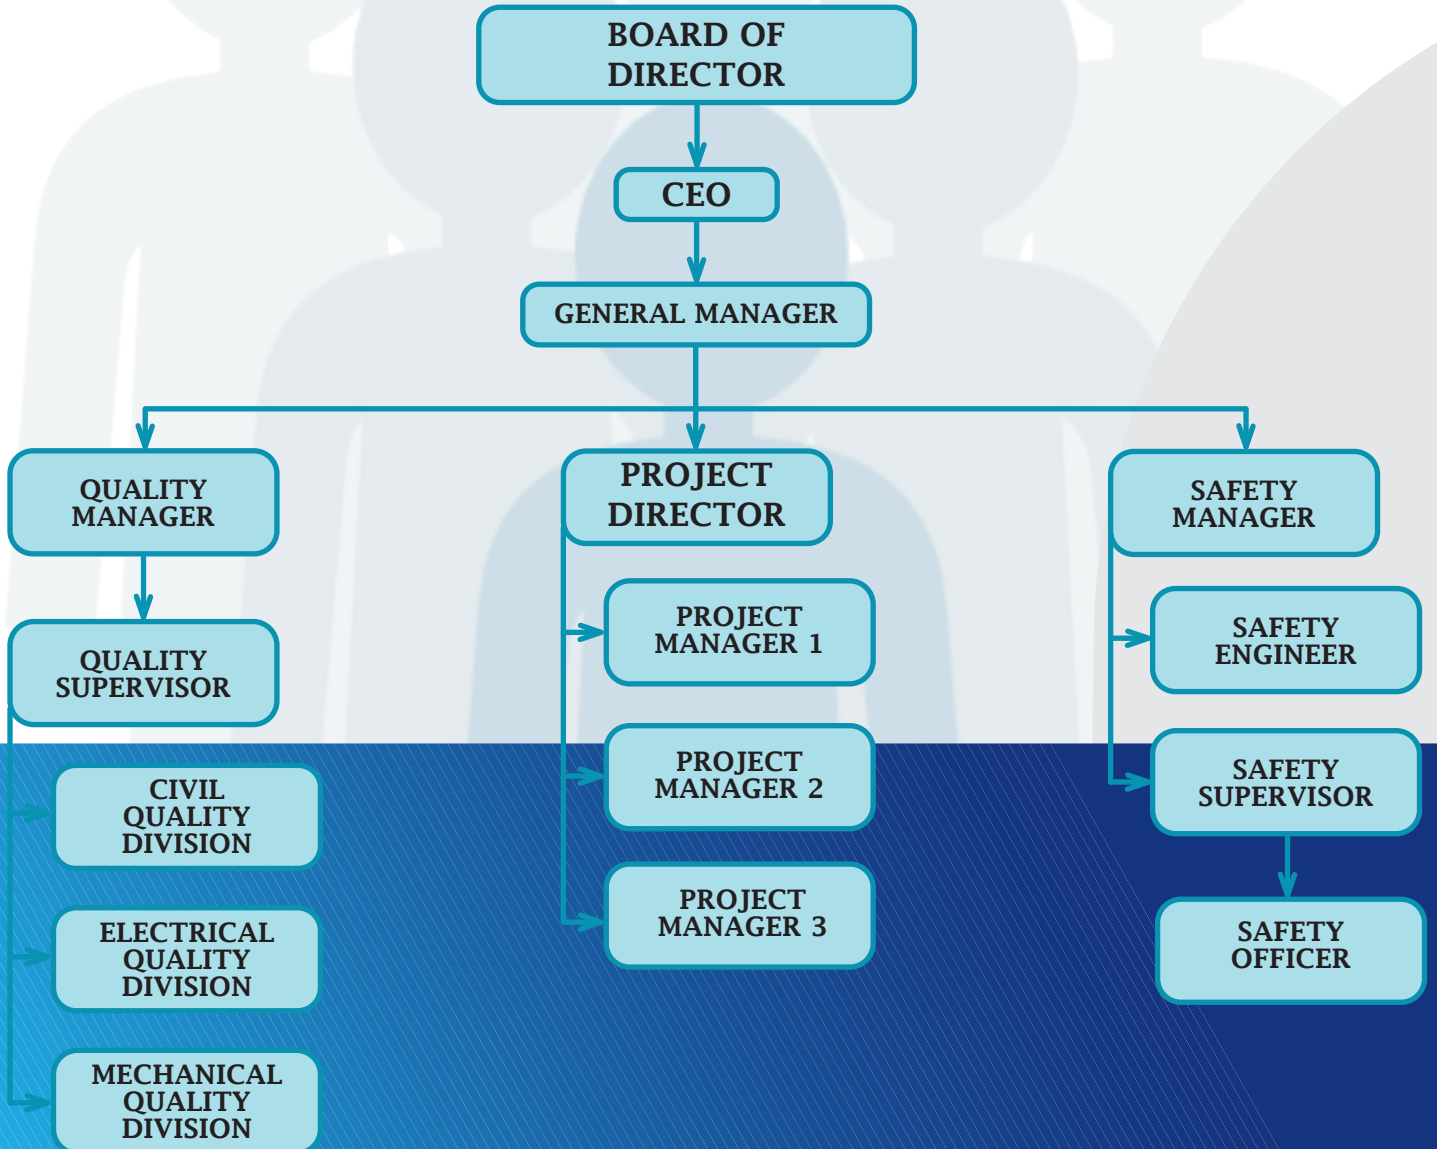 BOARD OF
DIRECTOR
CEO
GENERAL MANAGER
QUALITY
MANAGER
PROJECT
DIRECTOR
SAFETY
MANAGER
QUALITY
SUPERVISOR
PROJECT
MANAGER 1
SAFETY
ENGINEER
CIVIL
QUALITY
DIVISION
PROJECT
MANAGER 2
SAFETY
SUPERVISOR
ELECTRICAL
QUALITY
DIVISION
PROJECT
MANAGER 3
SAFETY
OFFICER
MECHANICAL
QUALITY
DIVISION